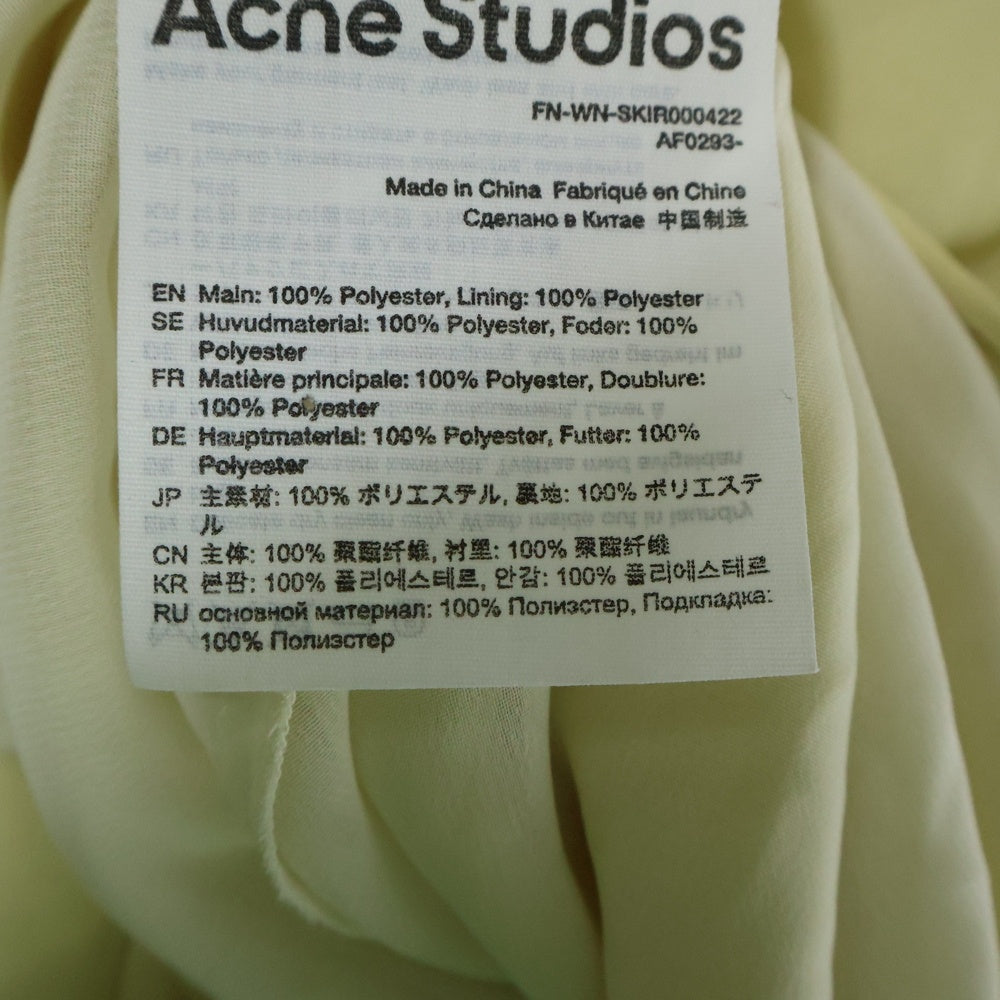 Acne Studios
FN-WN-SKIR000422
AF0293-
Made in China Fabriqué en Chine
Сделано в Китае 中国制造
EN Main: 100% Polyester, Lining: 100% Polyester
SE Huvudmaterial: 100% Polyester, Foder: 100%
Polyester
FR Matière principale: 100% Polyester, Doublure:
100% Polyester
DE Hauptmaterial: 100% Polyester, Futter: 100%
Polyester
JP 主素材: 100% ポリエステル, 裏地: 100% ポリエステ
ル
CN 主体: 100% 聚酯纤维, 衬里: 100% 聚酯纤维
KR 본판: 100% 폴리에스테르, 안감: 100% 폴리에스테르
RU основной материал: 100% Полиэстер, Подкладка:
100% Полиэстер